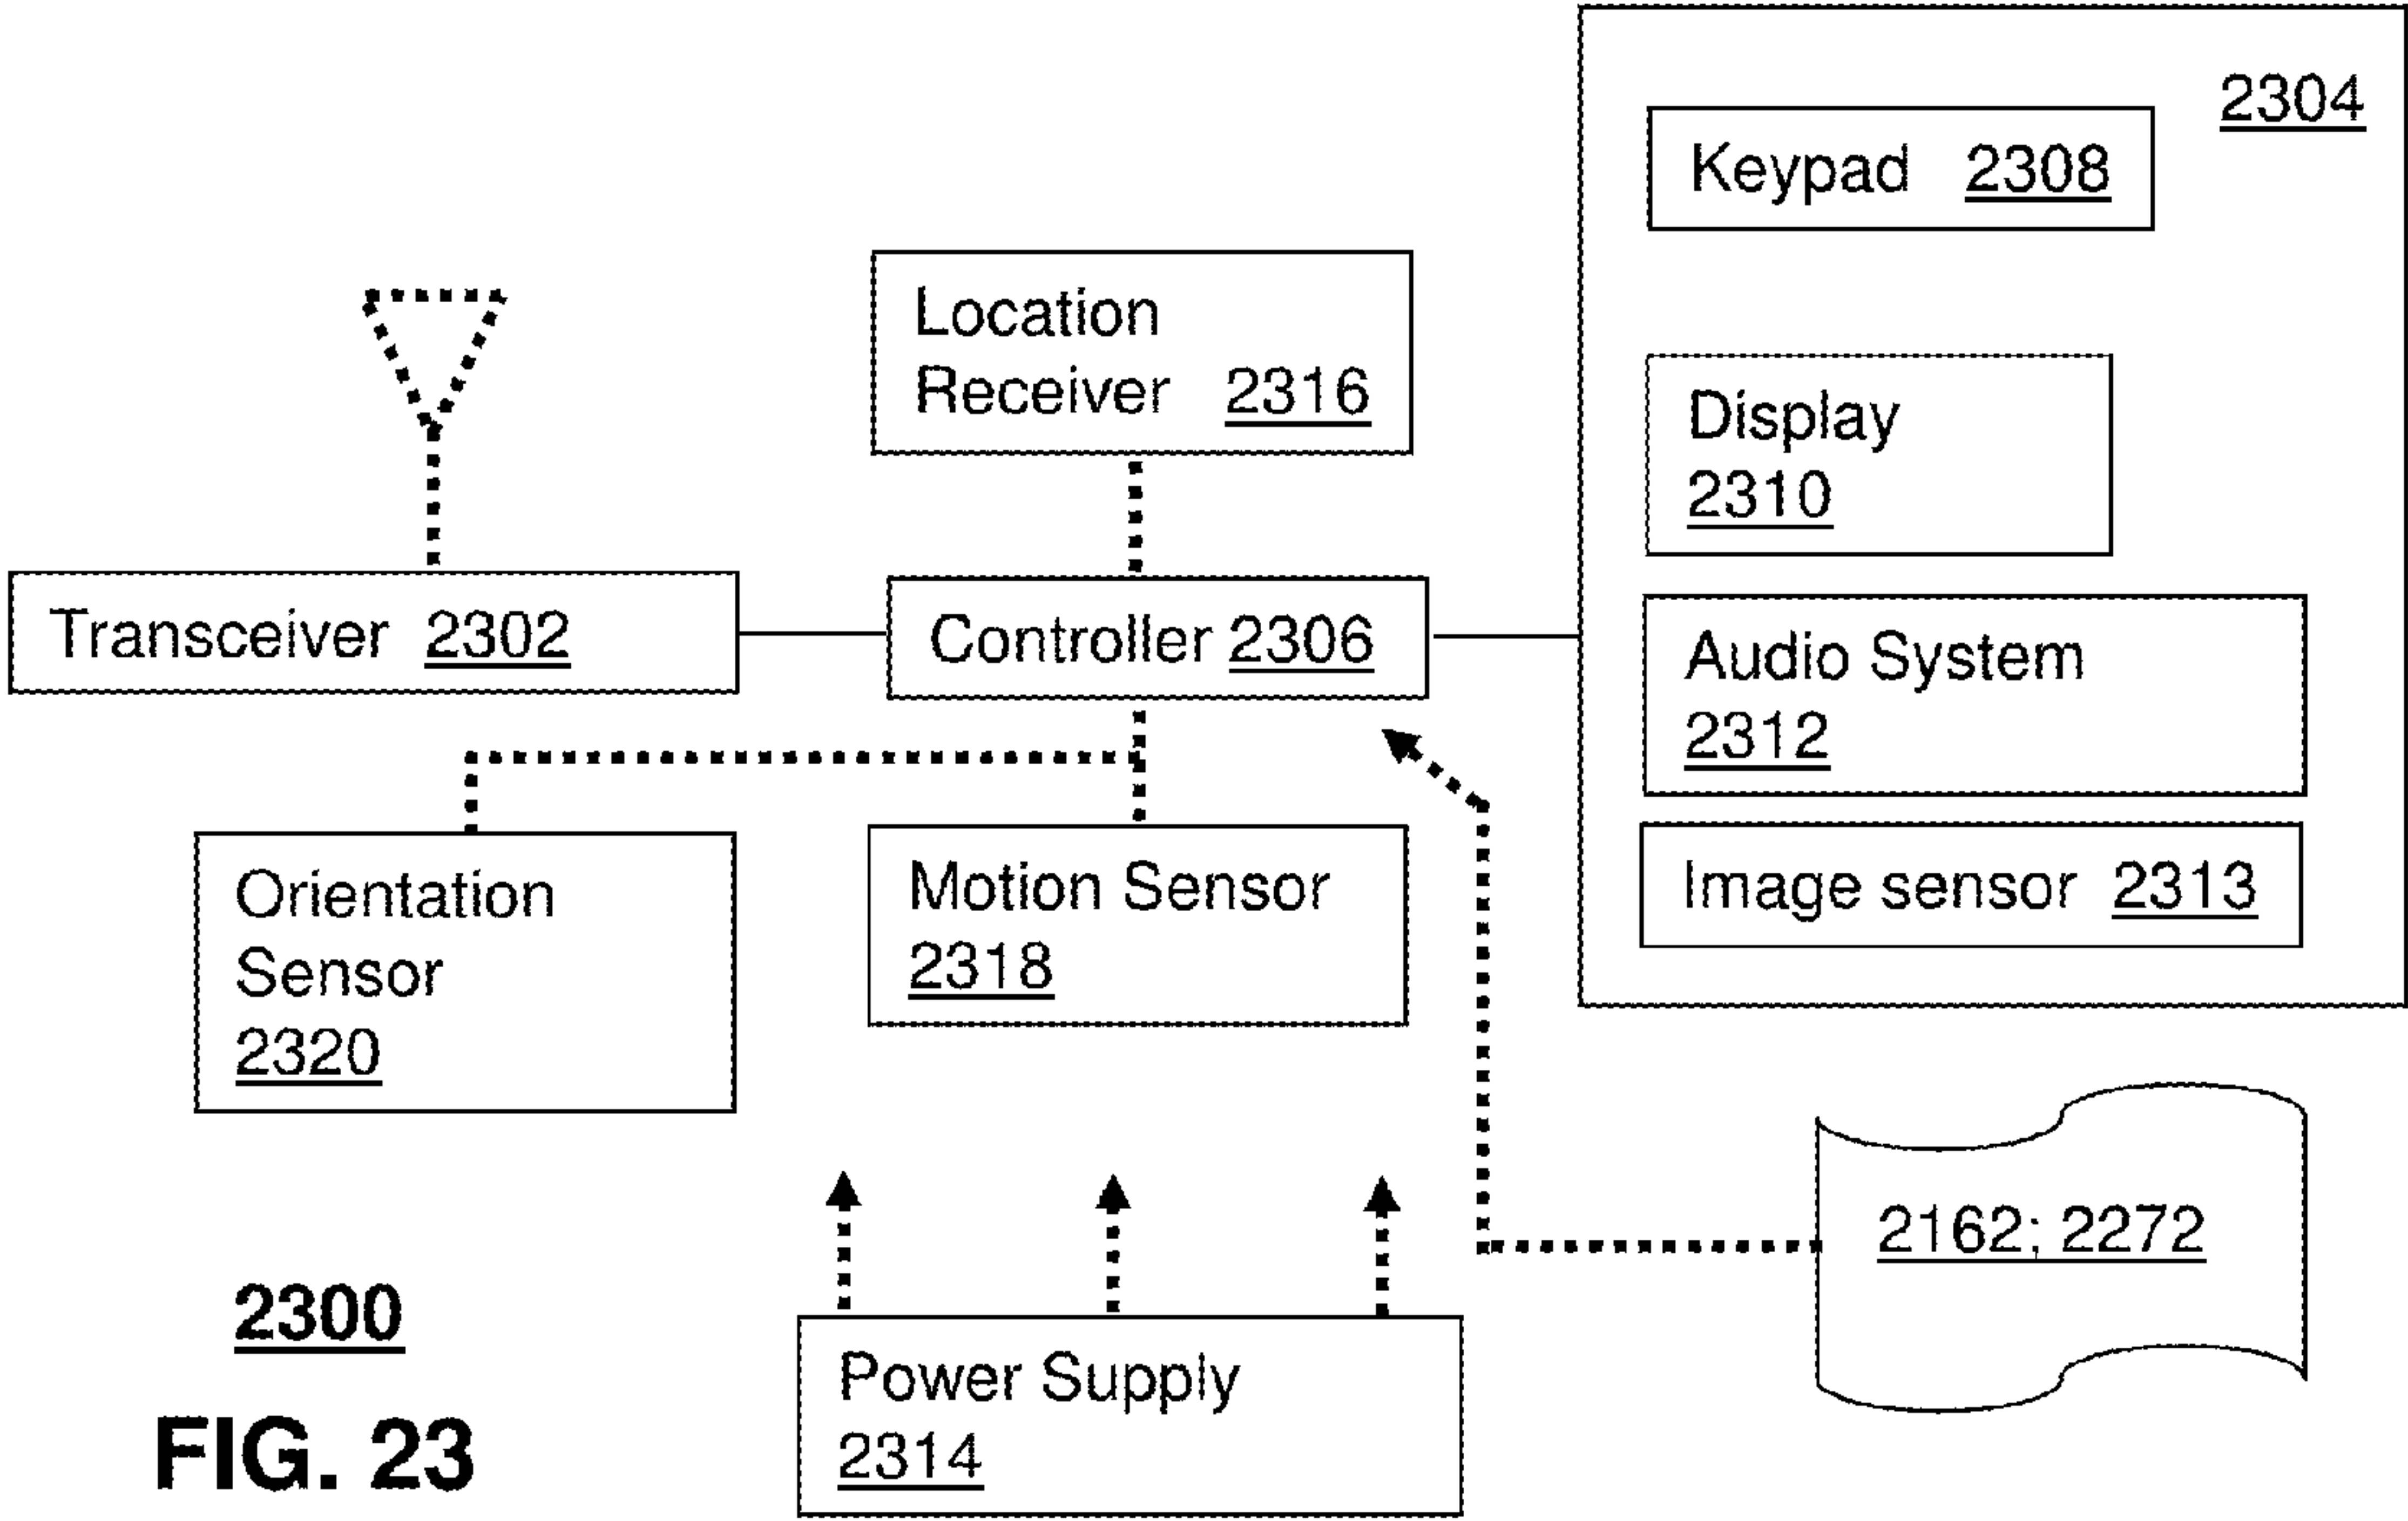 2304
Keypad 2308
Location
Receiver 2316
Display
2310
Transceiver 2302
Controller 2306
Audio System
2312
Image sensor 2313
Orientation
Sensor
2320
Motion Sensor
2318
2162; 2272
Power Supply
2314
2300
FIG. 23